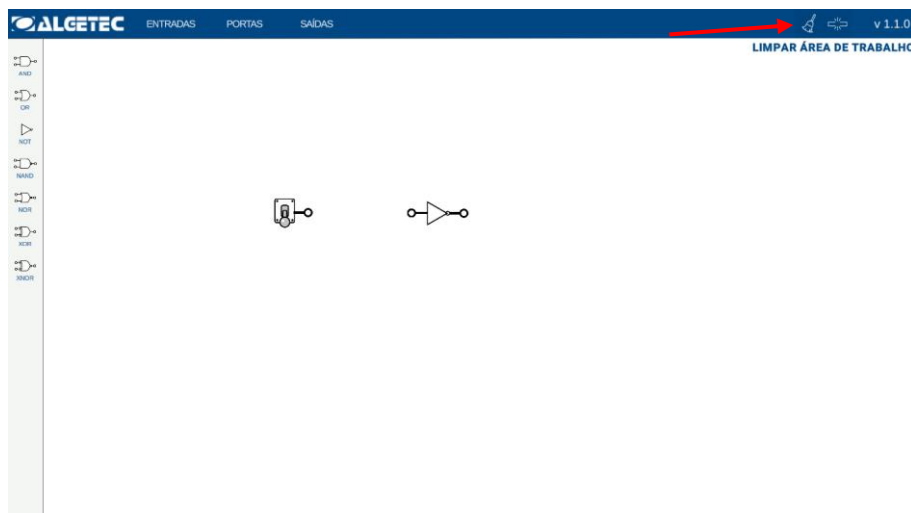 ALGETEC ENTRADAS PORTAS SAÍDAS v 1.1.0
LIMPAR ÁREA DE TRABALHO
AND
OR
NOT
NAND
NOR
XOR
XNOR